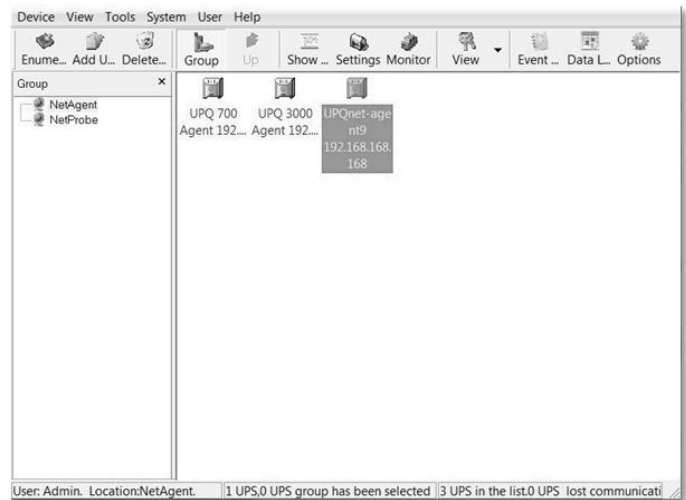 Device View Tools System User Help
Enume... Add U... Delete... Group Up Show ... Settings Monitor View Event ... Data L... Options
Group ×
NetAgent
NetProbe
UPQ 700
Agent 192....
UPQ 3000
Agent 192....
UPQnet-age
nt9
192.168.168.
168
User: Admin. Location:NetAgent. 1 UPS,0 UPS group has been selected 3 UPS in the list.0 UPS lost communicati